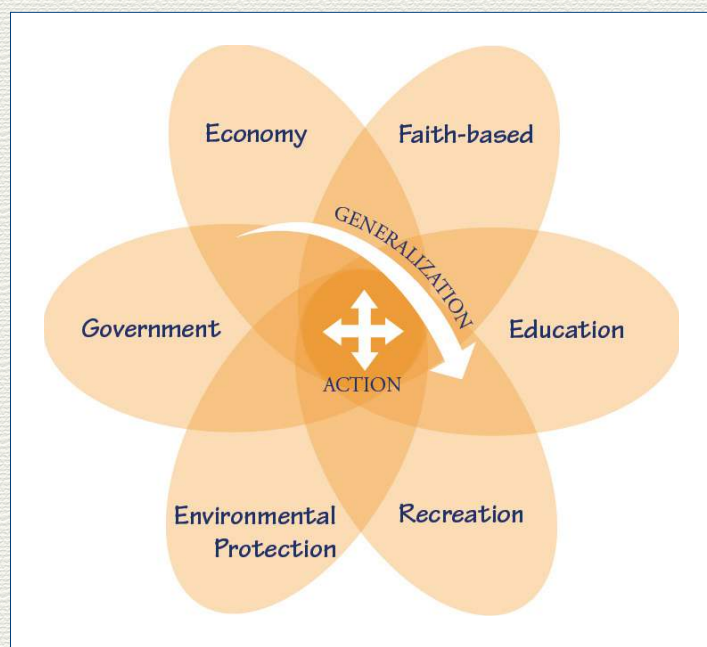 Economy
Faith-based
GENERALIZATION
Government
Education
ACTION
Environmental
Protection
Recreation